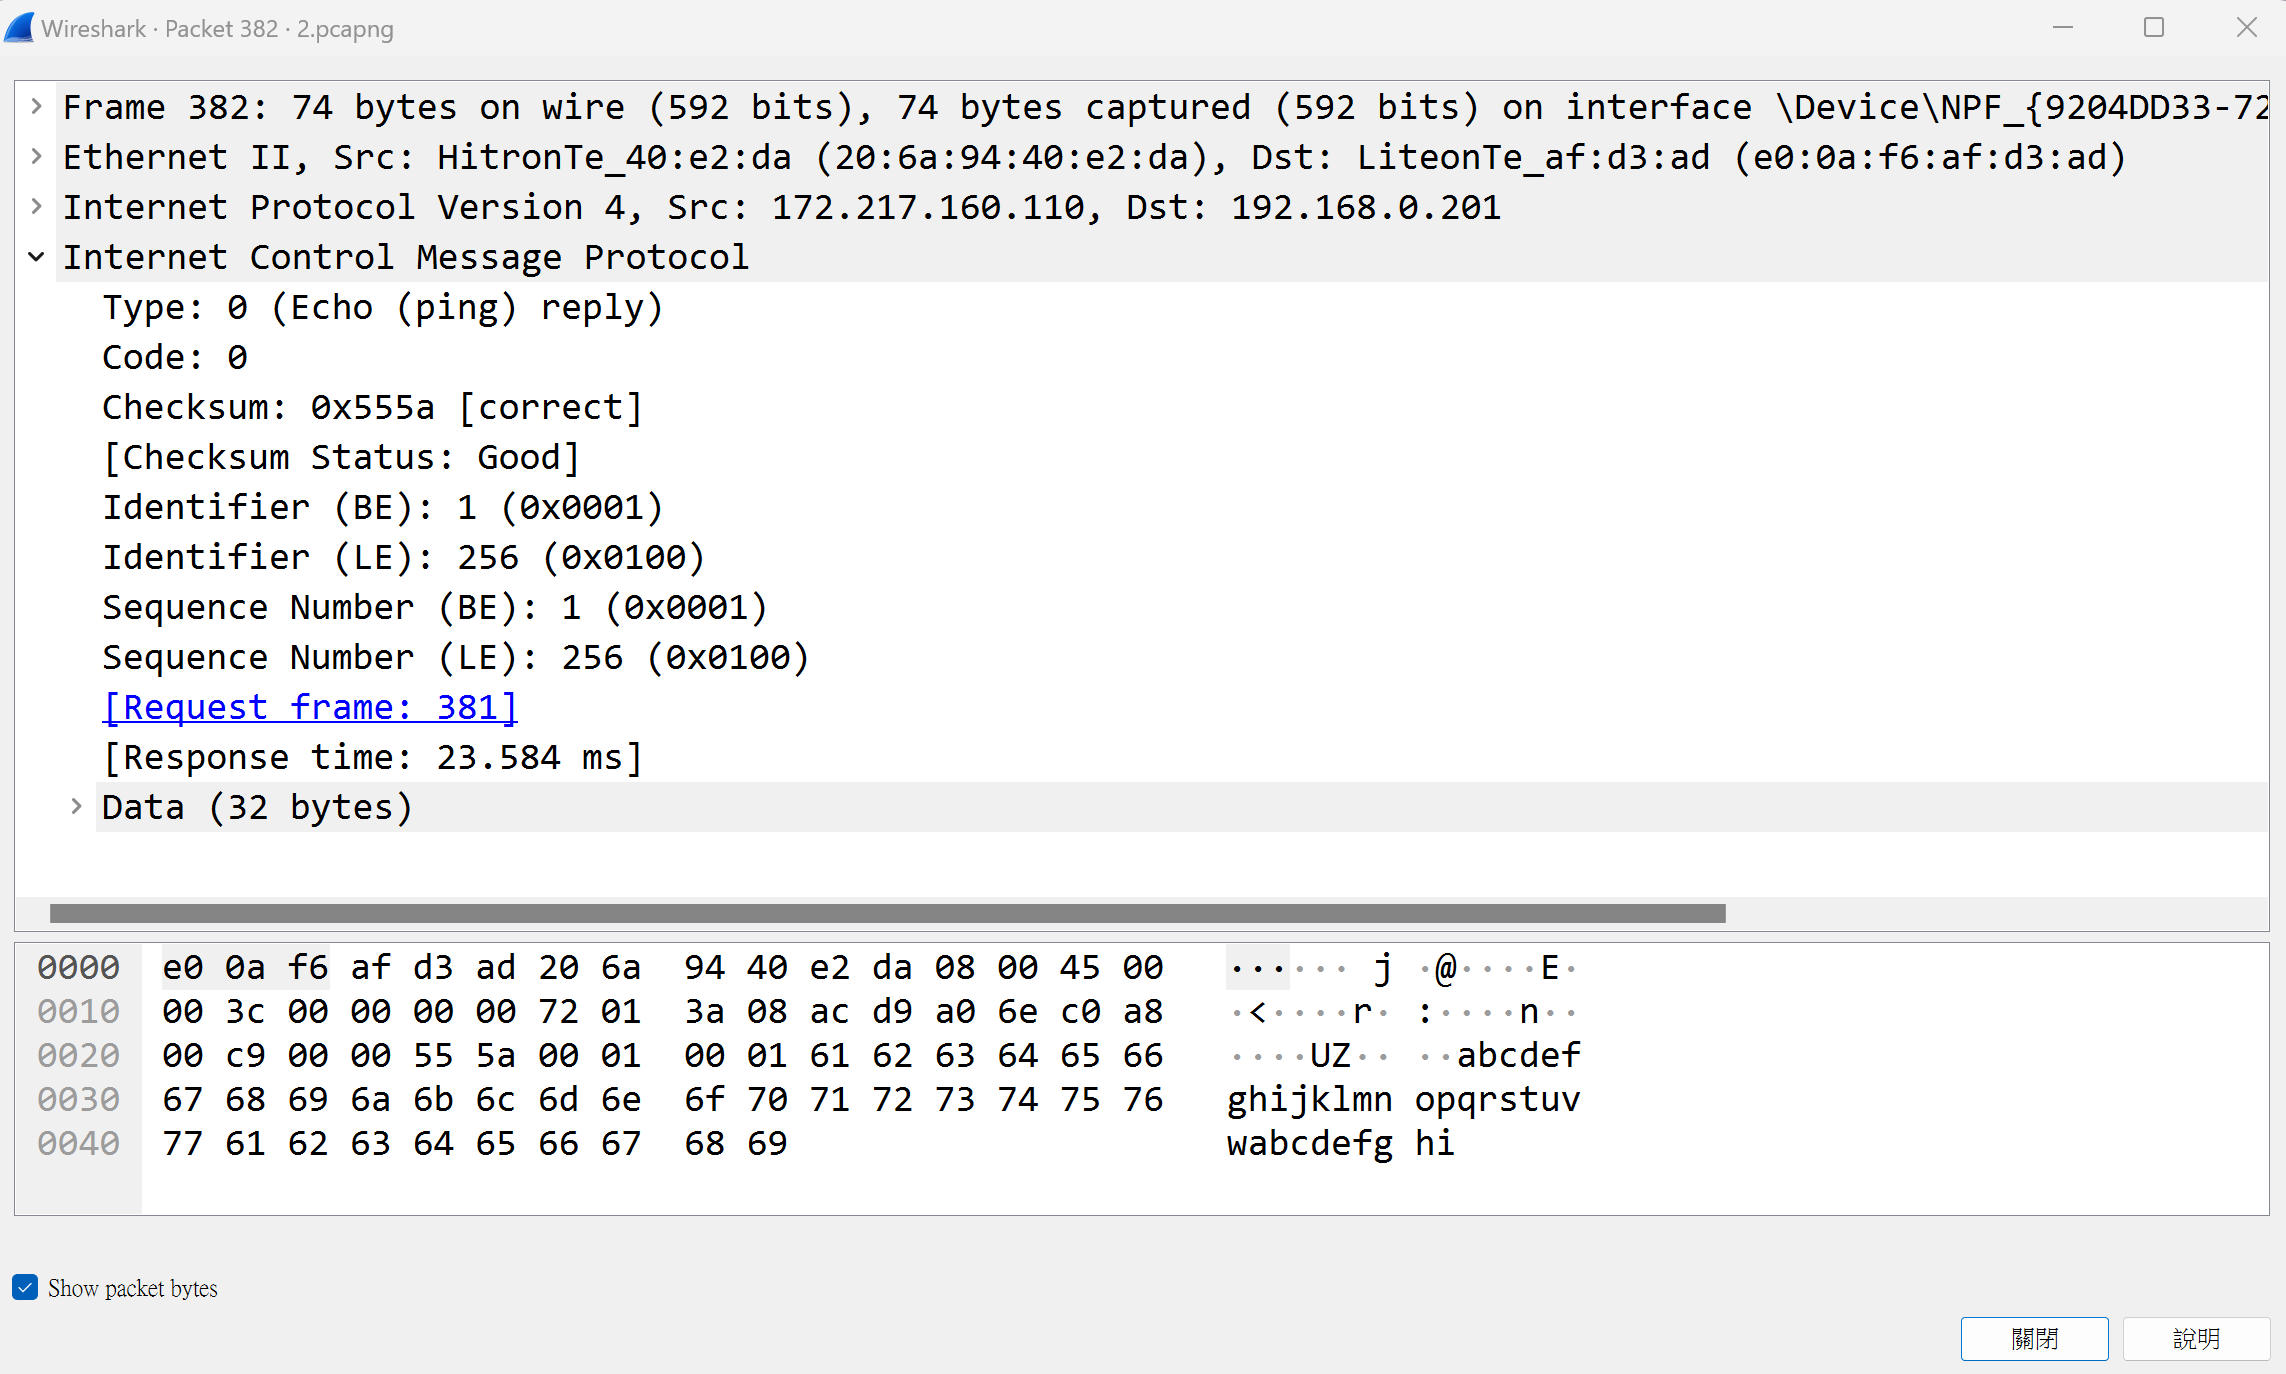 Wireshark · Packet 382 · 2.pcapng
Frame 382: 74 bytes on wire (592 bits), 74 bytes captured (592 bits) on interface \Device\NPF_{9204DD33-72
Ethernet II, Src: HitronTe_40:e2:da (20:6a:94:40:e2:da), Dst: LiteonTe_af:d3:ad (e0:0a:f6:af:d3:ad)
Internet Protocol Version 4, Src: 172.217.160.110, Dst: 192.168.0.201
Internet Control Message Protocol
Type: 0 (Echo (ping) reply)
Code: 0
Checksum: 0x555a [correct]
[Checksum Status: Good]
Identifier (BE): 1 (0x0001)
Identifier (LE): 256 (0x0100)
Sequence Number (BE): 1 (0x0001)
Sequence Number (LE): 256 (0x0100)
[Request frame: 381]
[Response time: 23.584 ms]
Data (32 bytes)
0000 e0 0a f6 af d3 ad 20 6a 94 40 e2 da 08 00 45 00 ······ j ·@····E·
0010 00 3c 00 00 00 00 72 01 3a 08 ac d9 a0 6e c0 a8 ·<····r· :····n··
0020 00 c9 00 00 55 5a 00 01 00 01 61 62 63 64 65 66 ····UZ·· ··abcdef
0030 67 68 69 6a 6b 6c 6d 6e 6f 70 71 72 73 74 75 76 ghijklmn opqrstuv
0040 77 61 62 63 64 65 66 67 68 69 wabcdefg hi
Show packet bytes
關閉 說明